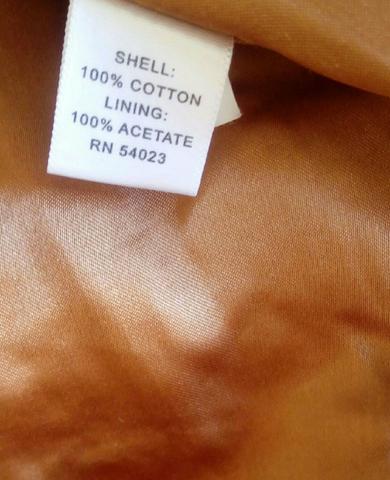 SHELL:
100% COTTON
LINING:
100% ACETATE
RN 54023